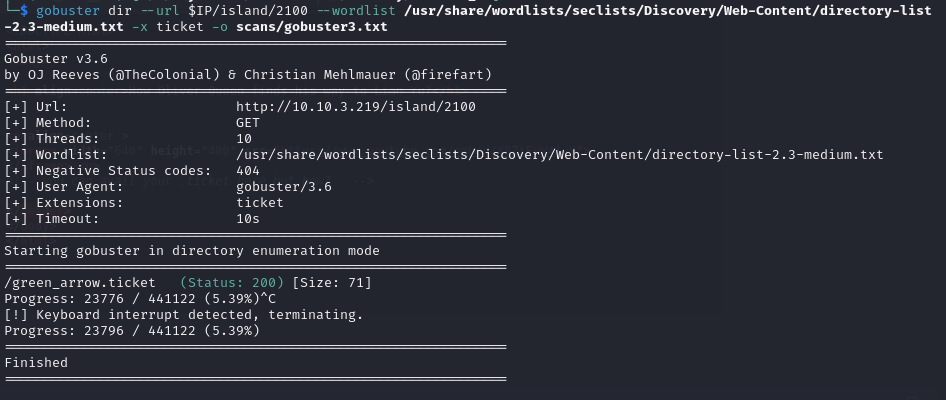 └─$ gobuster dir --url $IP/island/2100 --wordlist /usr/share/wordlists/seclists/Discovery/Web-Content/directory-list
-2.3-medium.txt -x ticket -o scans/gobuster3.txt
===============================================================
Gobuster v3.6
by OJ Reeves (@TheColonial) & Christian Mehlmauer (@firefart)
===============================================================
[+] Url:                     http://10.10.3.219/island/2100
[+] Method:                  GET
[+] Threads:                 10
[+] Wordlist:                /usr/share/wordlists/seclists/Discovery/Web-Content/directory-list-2.3-medium.txt
[+] Negative Status codes:   404
[+] User Agent:              gobuster/3.6
[+] Extensions:              ticket
[+] Timeout:                 10s
===============================================================
Starting gobuster in directory enumeration mode
===============================================================
/green_arrow.ticket   (Status: 200) [Size: 71]
Progress: 23776 / 441122 (5.39%)^C
[!] Keyboard interrupt detected, terminating.
Progress: 23796 / 441122 (5.39%)
===============================================================
Finished
===============================================================